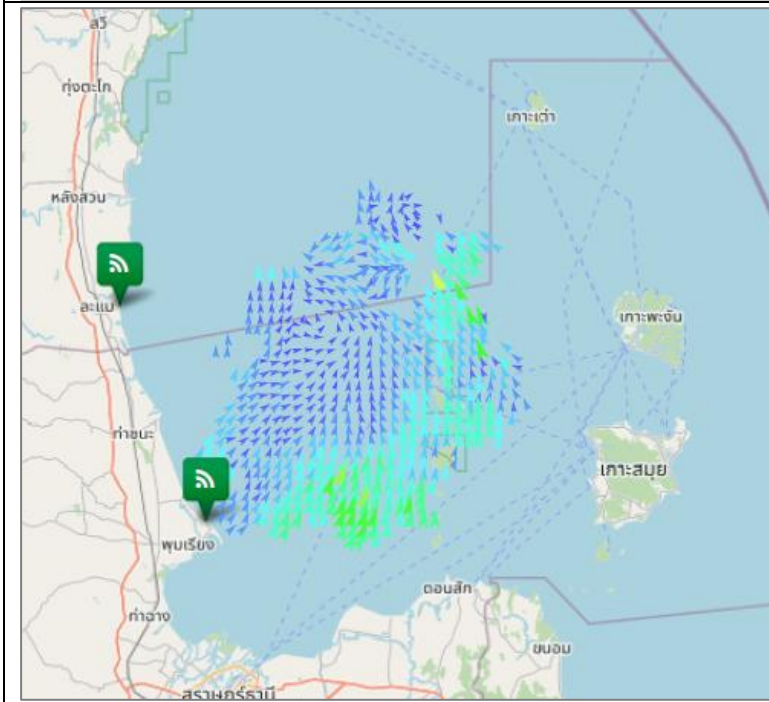 สวี
ทุ่งตะโก
เกาะเต่า
หลังสวน
ละแม
เกาะพะงัน
ท่าชนะ
เกาะสมุย
พุมเรียง
ดอนสัก
ท่าฉาง
ขนอม
สุราษฎร์ธานี